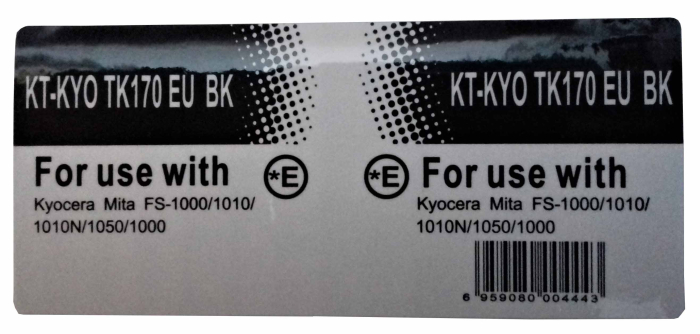 KT-KYO TK170 EU BK
For use with *E
Kyocera Mita FS-1000/1010/
1010N/1050/1000
KT-KYO TK170 EU BK
*E For use with
Kyocera Mita FS-1000/1010/
1010N/1050/1000
6 959080 004443